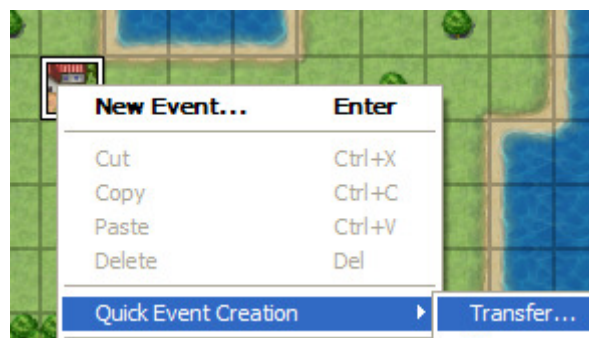 New Event... Enter
Cut Ctrl+X
Copy Ctrl+C
Paste Ctrl+V
Delete Del
Quick Event Creation Transfer...